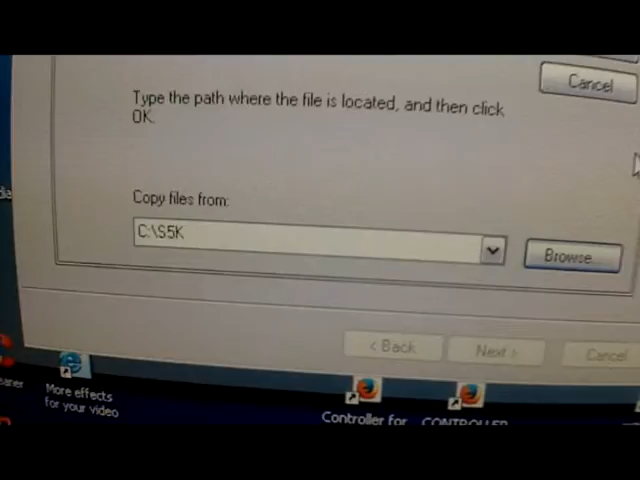 Cancel
Type the path where the file is located, and then click
OK.
Copy files from:
C:\S5K
Browse...
< Back
Next >
Cancel
More effects
for your video
Controller for
CONTROLLER